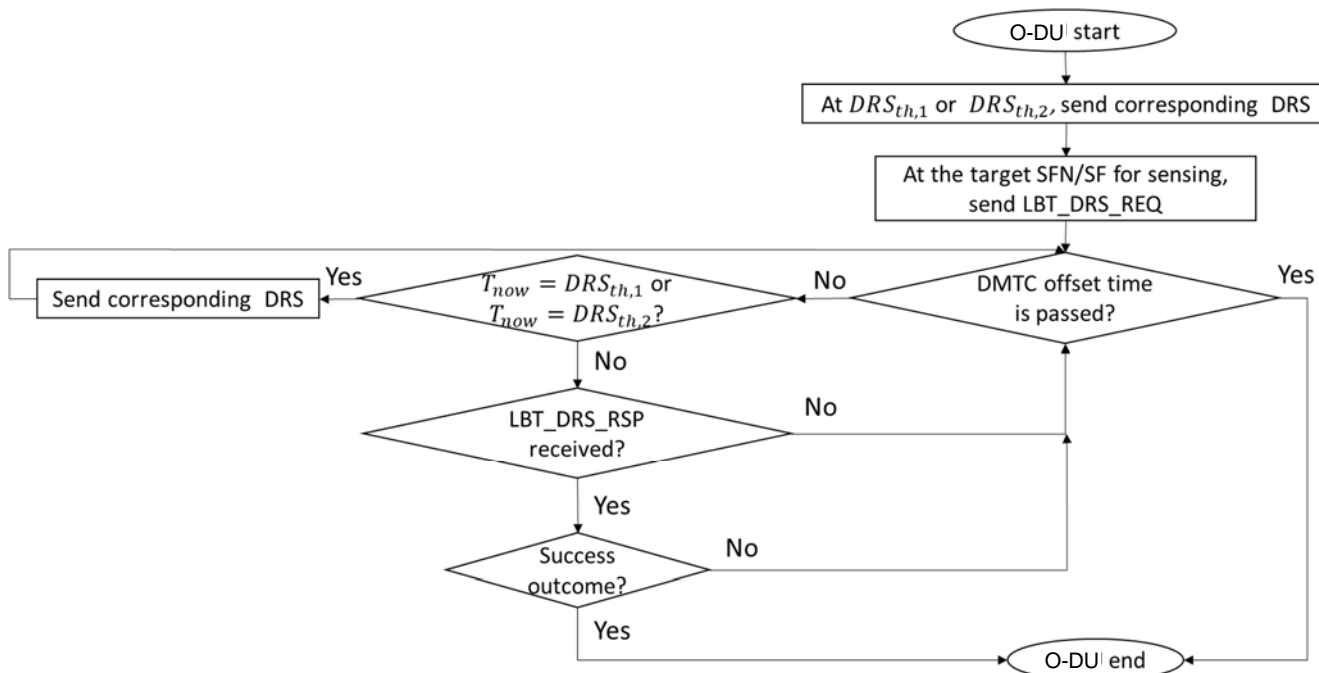 O-DU start
At DRS_th,1 or DRS_th,2, send corresponding DRS
At the target SFN/SF for sensing,
send LBT_DRS_REQ
DMTC offset time
is passed?
Yes
No
T_now = DRS_th,1 or
T_now = DRS_th,2?
Yes
Send corresponding DRS
No
LBT_DRS_RSP
received?
No
Yes
Success
outcome?
No
Yes
O-DU end